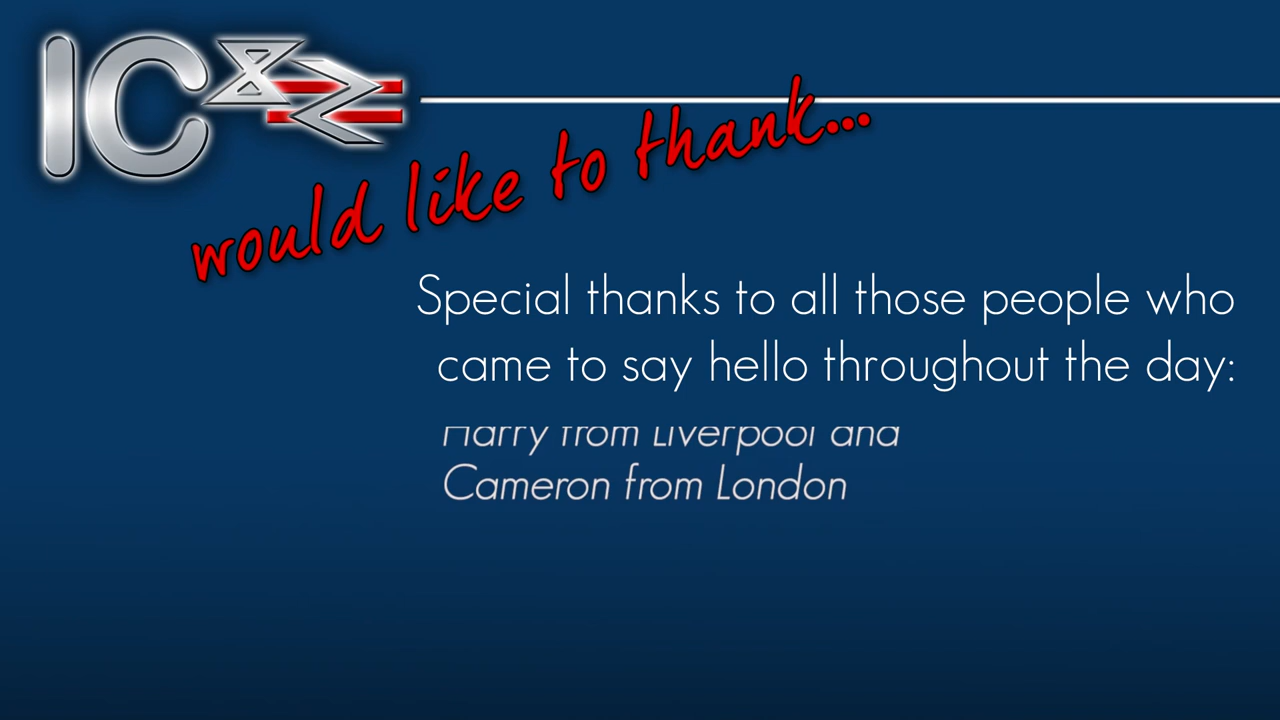 IC82
would like to thank...
Special thanks to all those people who
came to say hello throughout the day:
Harry from Liverpool and
Cameron from London